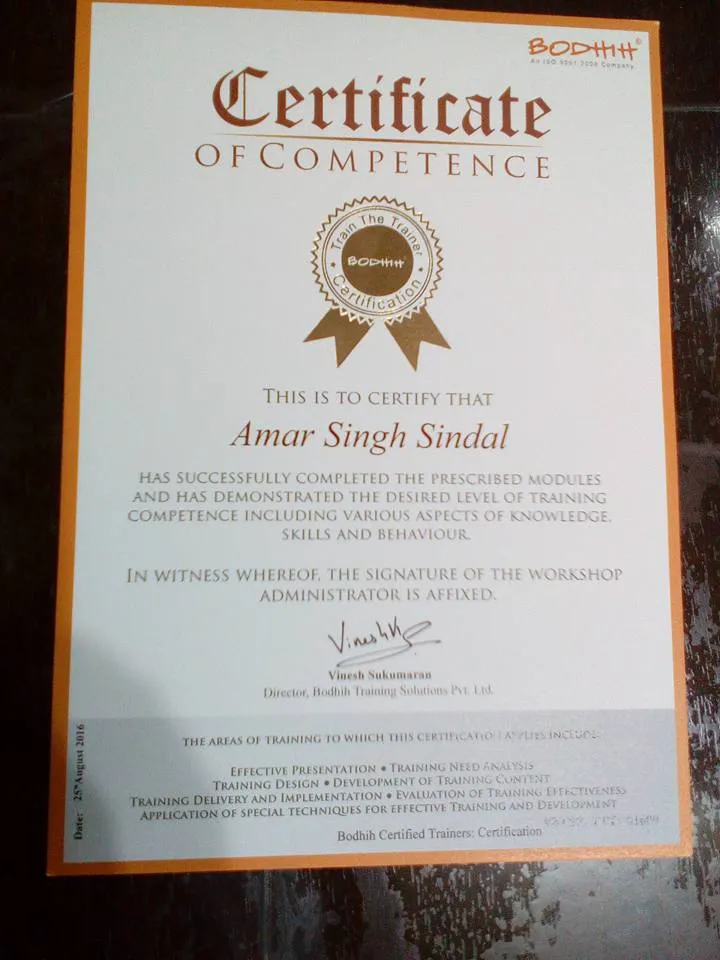 BODHIH©
An ISO 9001 2008 Company
Certificate
OF COMPETENCE
Train The Trainer
BODHIH
Certification
THIS IS TO CERTIFY THAT
Amar Singh Sindal
HAS SUCCESSFULLY COMPLETED THE PRESCRIBED MODULES
AND HAS DEMONSTRATED THE DESIRED LEVEL OF TRAINING
COMPETENCE INCLUDING VARIOUS ASPECTS OF KNOWLEDGE,
SKILLS AND BEHAVIOUR.
IN WITNESS WHEREOF, THE SIGNATURE OF THE WORKSHOP
ADMINISTRATOR IS AFFIXED.
Vinesh Sukumaran
Director, Bodhih Training Solutions Pvt. Ltd.
Date: 25th August 2016
THE AREAS OF TRAINING TO WHICH THIS CERTIFICATION APPLIES INCLUDE:
EFFECTIVE PRESENTATION • TRAINING NEED ANALYSIS
TRAINING DESIGN • DEVELOPMENT OF TRAINING CONTENT
TRAINING DELIVERY AND IMPLEMENTATION • EVALUATION OF TRAINING EFFECTIVENESS
APPLICATION OF SPECIAL TECHNIQUES FOR EFFECTIVE TRAINING AND DEVELOPMENT
Bodhih Certified Trainers: Certification